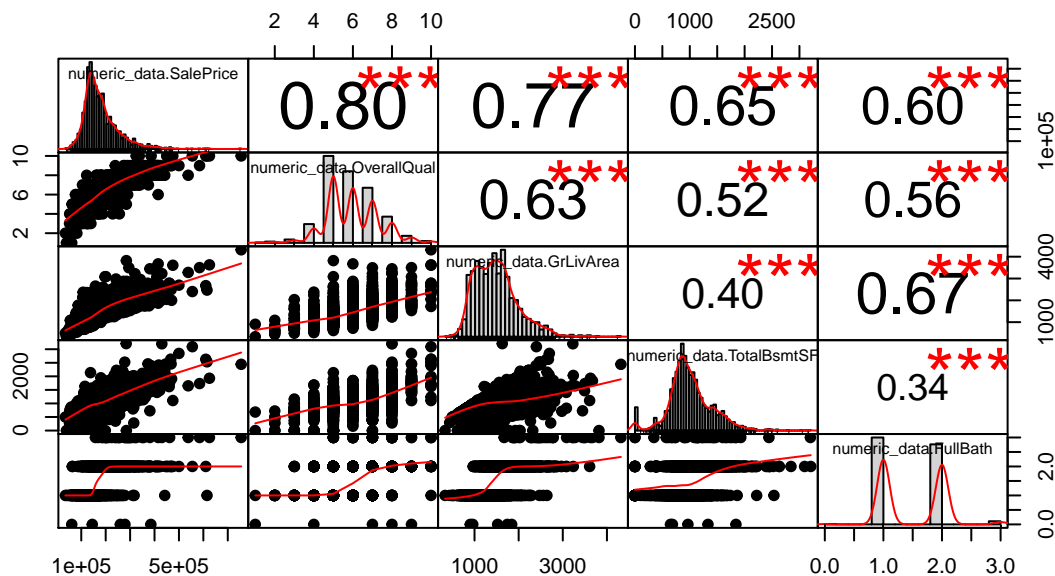 2 4 6 8 10
0 1000 2500
numeric_data.SalePrice
0.80
***
0.77
***
0.65
***
0.60
***
1e+05
2 6 10
numeric_data.OverallQual
0.63
***
0.52
***
0.56
***
numeric_data.GrLivArea
0.40
***
0.67
***
1000 4000
0 2000
numeric_data.TotalBsmtSF
0.34
***
numeric_data.FullBath
0.0 2.0
1e+05 5e+05
1000 3000
0.0 1.0 2.0 3.0